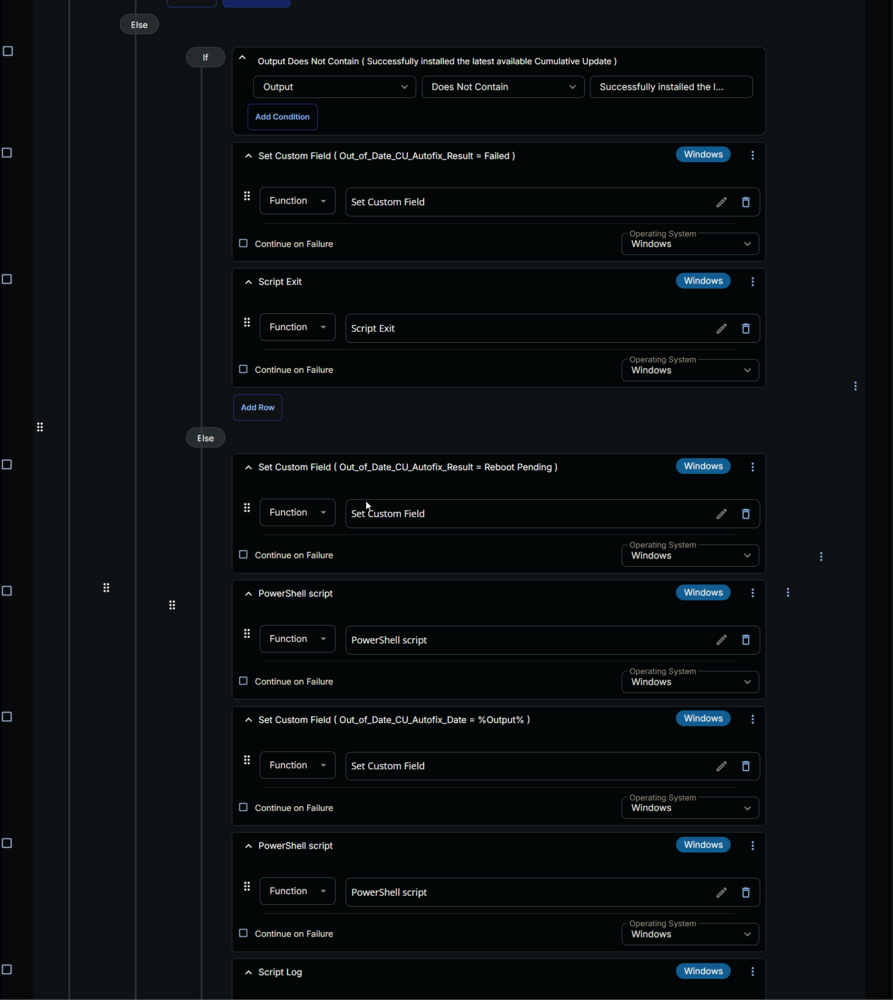 Else
If
Output Does Not Contain ( Successfully installed the latest available Cumulative Update )
Output Does Not Contain Successfully installed the l...
Add Condition
Set Custom Field ( Out_of_Date_CU_Autofix_Result = Failed ) Windows
Function Set Custom Field
Operating System
Continue on Failure Windows
Script Exit Windows
Function Script Exit
Operating System
Continue on Failure Windows
Add Row
Else
Set Custom Field ( Out_of_Date_CU_Autofix_Result = Reboot Pending ) Windows
Function Set Custom Field
Operating System
Continue on Failure Windows
PowerShell script Windows
Function PowerShell script
Operating System
Continue on Failure Windows
Set Custom Field ( Out_of_Date_CU_Autofix_Date = %Output% ) Windows
Function Set Custom Field
Operating System
Continue on Failure Windows
PowerShell script Windows
Function PowerShell script
Operating System
Continue on Failure Windows
Script Log Windows